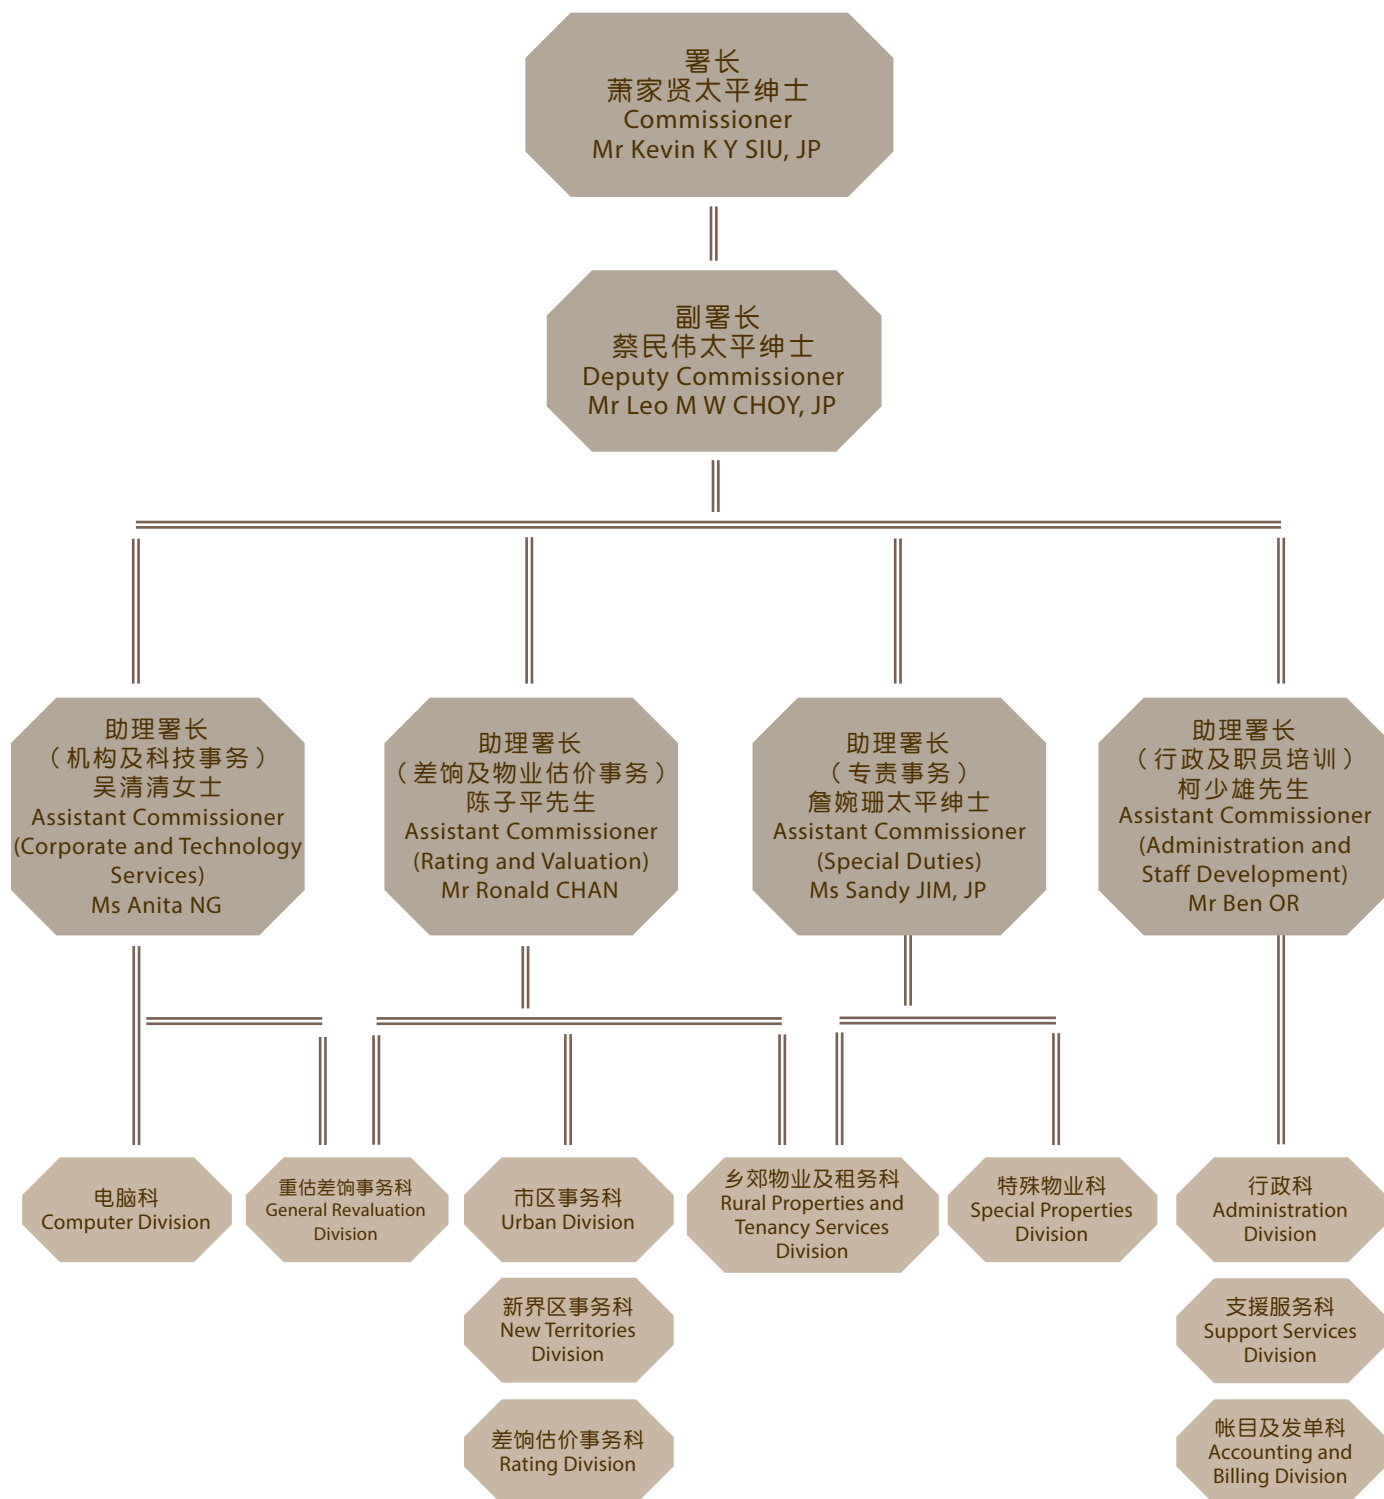 署长
萧家贤太平绅士
Commissioner
Mr Kevin K Y SIU, JP
副署长
蔡民伟太平绅士
Deputy Commissioner
Mr Leo M W CHOY, JP
助理署长
（机构及科技事务）
吴清清女士
Assistant Commissioner
(Corporate and Technology
Services)
Ms Anita NG
助理署长
（差饷及物业估价事务）
陈子平先生
Assistant Commissioner
(Rating and Valuation)
Mr Ronald CHAN
助理署长
（专责事务）
詹婉珊太平绅士
Assistant Commissioner
(Special Duties)
Ms Sandy JIM, JP
助理署长
（行政及职员培训）
柯少雄先生
Assistant Commissioner
(Administration and
Staff Development)
Mr Ben OR
电脑科
Computer Division
重估差饷事务科
General Revaluation
Division
市区事务科
Urban Division
乡郊物业及租务科
Rural Properties and
Tenancy Services
Division
特殊物业科
Special Properties
Division
行政科
Administration
Division
新界区事务科
New Territories
Division
支援服务科
Support Services
Division
差饷估价事务科
Rating Division
帐目及发单科
Accounting and
Billing Division